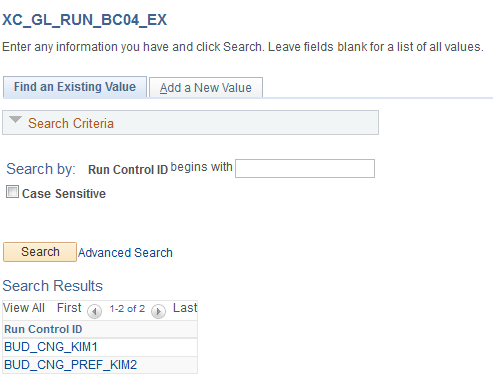 XC_GL_RUN_BC04_EX
Enter any information you have and click Search. Leave fields blank for a list of all values.
Find an Existing Value Add a New Value
Search Criteria
Search by: Run Control ID begins with
Case Sensitive
Search Advanced Search
Search Results
View All First 1-2 of 2 Last
Run Control ID
BUD_CNG_KIM1
BUD_CNG_PREF_KIM2